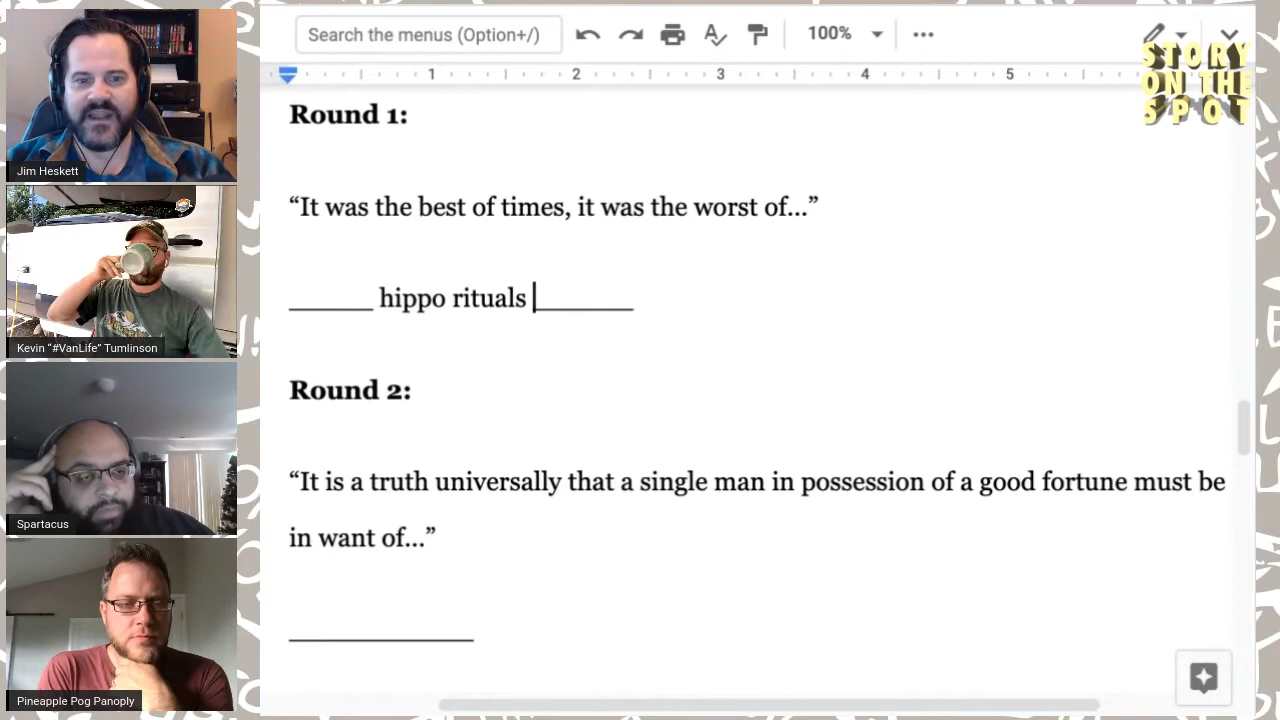 Search the menus (Option+/)
100%
1 2 3 4 5
STORY
ON THE
SPOT
Round 1:
“It was the best of times, it was the worst of...”
______ hippo rituals _______
Round 2:
“It is a truth universally that a single man in possession of a good fortune must be
in want of...”
_____________
Jim Heskett
Kevin “#VanLife” Tumlinson
Spartacus
Pineapple Pog Panoply